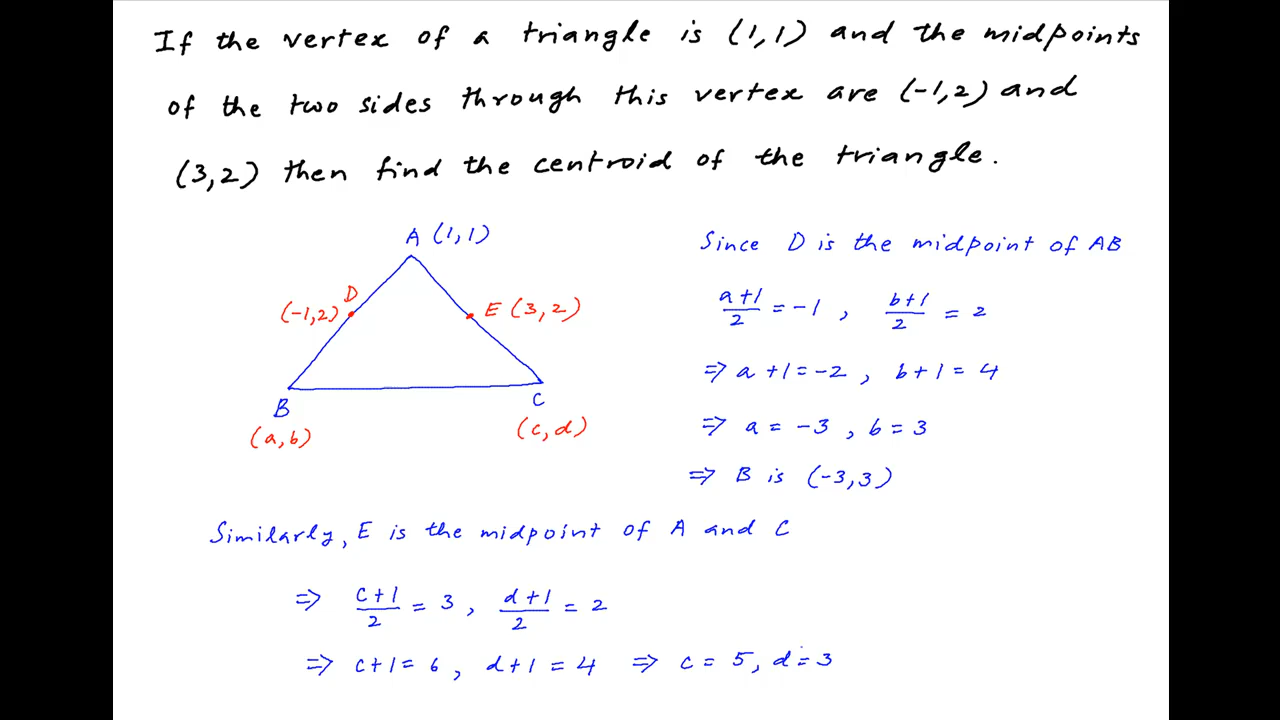 If the vertex of a triangle is (1,1) and the midpoints
of the two sides through this vertex are (-1,2) and
(3,2) then find the centroid of the triangle.
A (1,1)
D
(-1,2)
E (3,2)
B
C
(a,b)
(c,d)
Since D is the midpoint of AB
a+1/2 = -1 , b+1/2 = 2
⇒ a+1 = -2 , b+1 = 4
⇒ a = -3 , b = 3
⇒ B is (-3,3)
Similarly, E is the midpoint of A and C
⇒ c+1/2 = 3 , d+1/2 = 2
⇒ c+1 = 6 , d+1 = 4 ⇒ c = 5, d = 3